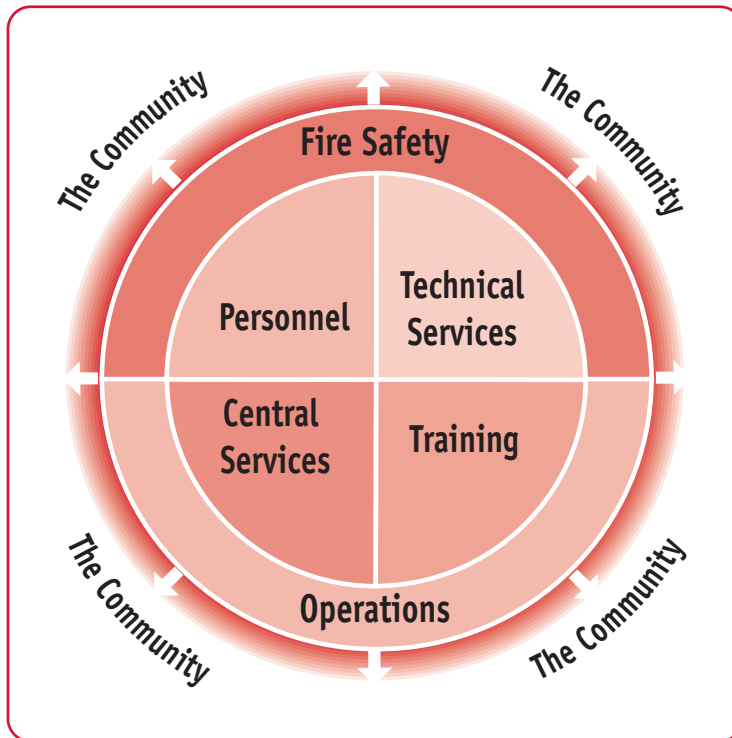 The Community
The Community
Fire Safety
Personnel
Technical
Services
Central
Services
Training
Operations
The Community
The Community